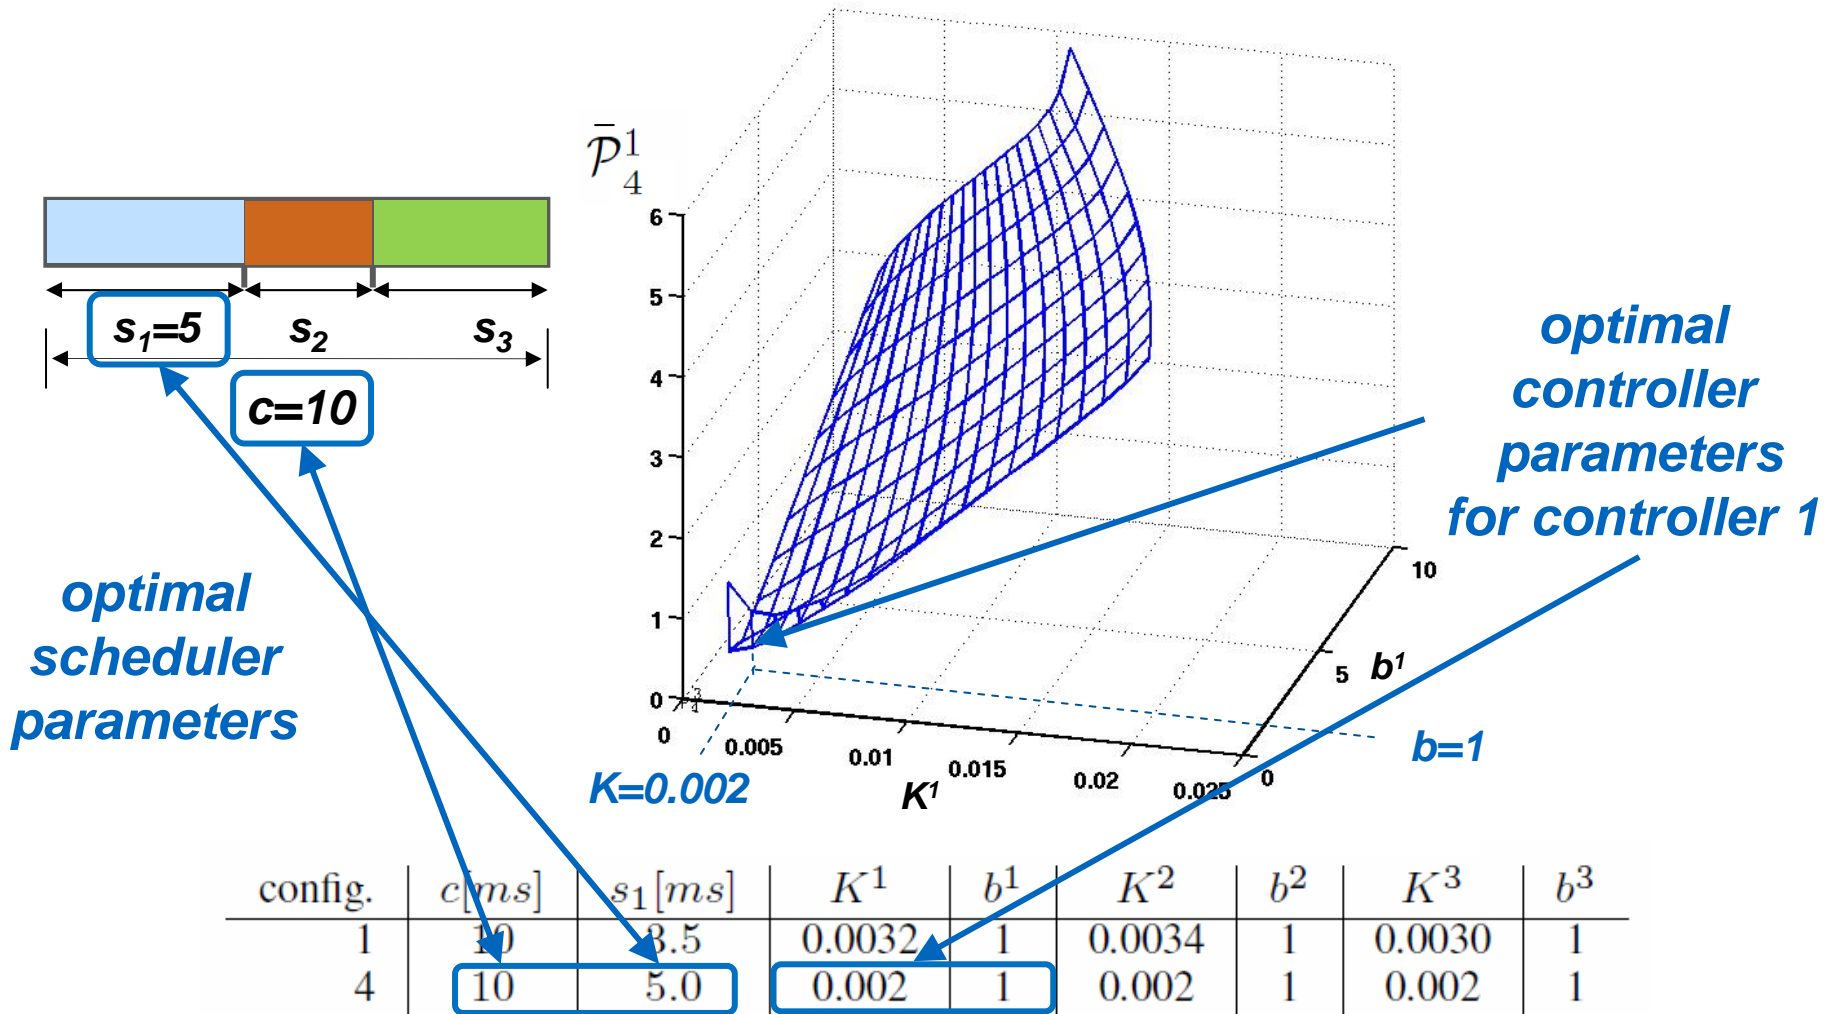 P̄¹₄
6
5
4
3
2
1
0
0
0.005
0.01
0.015
0.02
0.025
K¹
0
5
10
b¹
s₁=5
s₂
s₃
c=10
optimal
scheduler
parameters
optimal
controller
parameters
for controller 1
K=0.002
b=1
config. c[ms] s₁[ms] K¹ b¹ K² b² K³ b³
1 10 3.5 0.0032 1 0.0034 1 0.0030 1
4 10 5.0 0.002 1 0.002 1 0.002 1